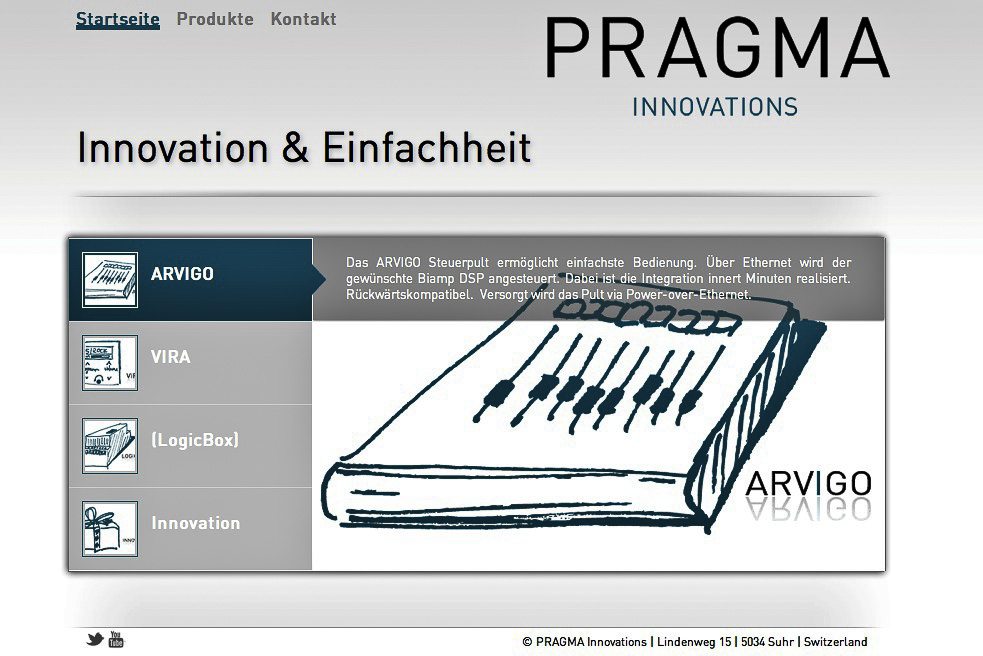 Startseite Produkte Kontakt
PRAGMA
INNOVATIONS
Innovation & Einfachheit
ARVIGO
Das ARVIGO Steuerpult ermöglicht einfachste Bedienung. Über Ethernet wird der
gewünschte Biamp DSP angesteuert. Dabei ist die Integration innert Minuten realisiert.
Rückwärtskompatibel. Versorgt wird das Pult via Power-over-Ethernet.
VIRA
(LogicBox)
Innovation
ARVIGO
You
Tube
© PRAGMA Innovations | Lindenweg 15 | 5034 Suhr | Switzerland